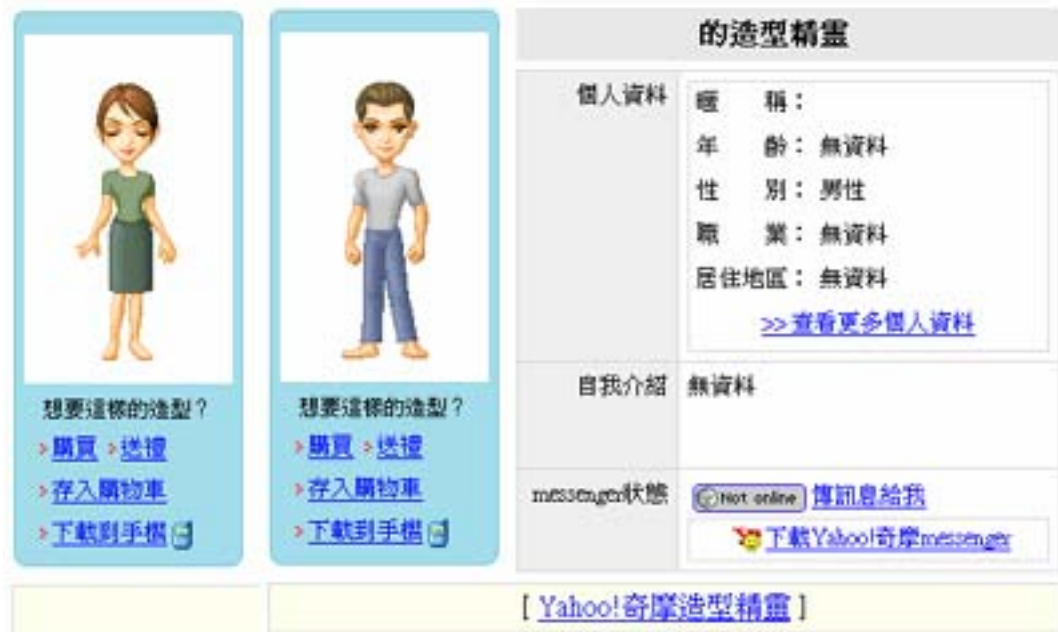 想要這樣的造型？
>購買 >送禮
>存入購物車
>下載到手機
想要這樣的造型？
>購買 >送禮
>存入購物車
>下載到手機
的造型精靈
個人資料
暱 稱：
年 齡： 無資料
性 別： 男性
職 業： 無資料
居住地區： 無資料
>> 查看更多個人資料
自我介紹 無資料
messenger狀態 Not online 傳訊息給我
下載Yahoo!奇摩messenger
[ Yahoo!奇摩造型精靈 ]